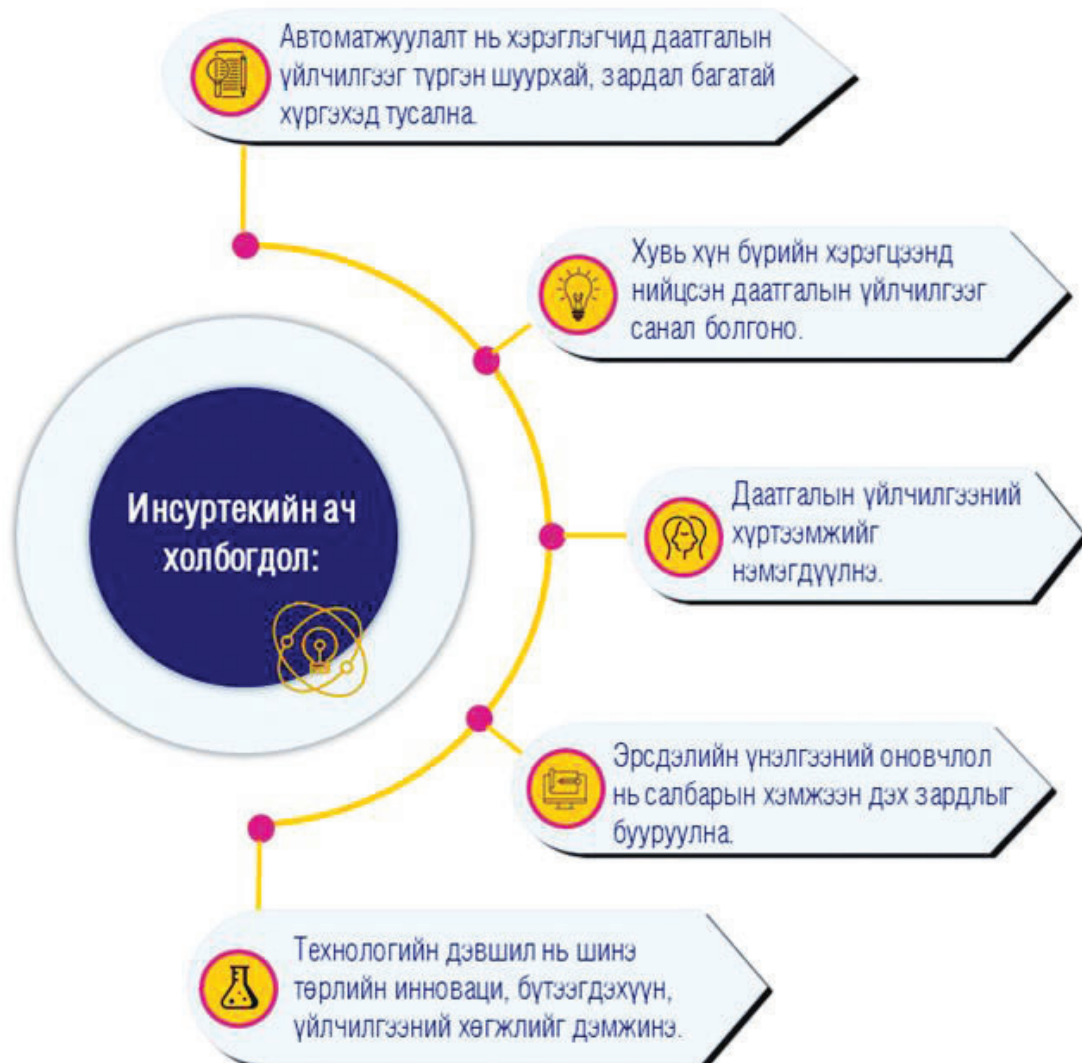 Автоматжуулалт нь хэрэглэгчид даатгалын
үйлчилгээг түргэн шуурхай, зардал багатай
хүргэхэд тусална.
Хувь хүн бүрийн хэрэгцээнд
нийцсэн даатгалын үйлчилгээг
санал болгоно.
Инсуртекийн ач
холбогдол:
Даатгалын үйлчилгээний
хүртээмжийг
нэмэгдүүлнэ.
Эрсдэлийн үнэлгээний оновчлол
нь салбарын хэмжээн дэх зардлыг
бууруулна.
Технологийн дэвшил нь шинэ
төрлийн инноваци, бүтээгдэхүүн,
үйлчилгээний хөгжлийг дэмжинэ.